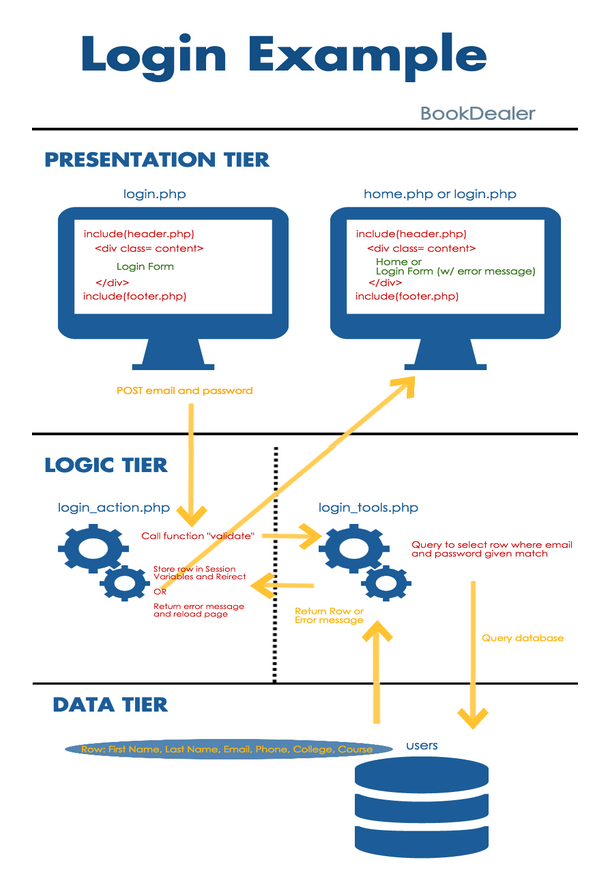 Login Example
BookDealer
PRESENTATION TIER
login.php
include(header.php)
<div class= content>
Login Form
</div>
include(footer.php)
home.php or login.php
include(header.php)
<div class= content>
Home or
Login Form (w/ error message)
</div>
include(footer.php)
POST email and password
LOGIC TIER
login_action.php
Call function "validate"
Store row in Session
Variables and Reirect
OR
Return error message
and reload page
login_tools.php
Query to select row where email
and password given match
Return Row or
Error message
Query database
DATA TIER
Row: First Name, Last Name, Email, Phone, College, Course
users